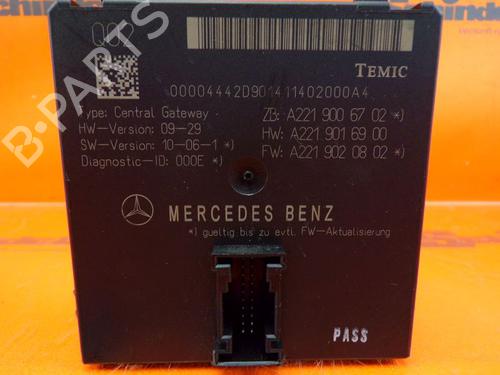 QC2
TEMIC
00004442D901411402000A4
Type: Central Gateway
ZB: A221 900 67 02 *)
HW-Version: 09-29
HW: A221 901 69 00
SW-Version: 10-06-1 *)
FW: A221 902 08 02 *)
Diagnostic-ID: 000E *)
MERCEDES BENZ
*) gueltig bis zu evtl. FW-Aktualisierung
PASS
B-PARTS